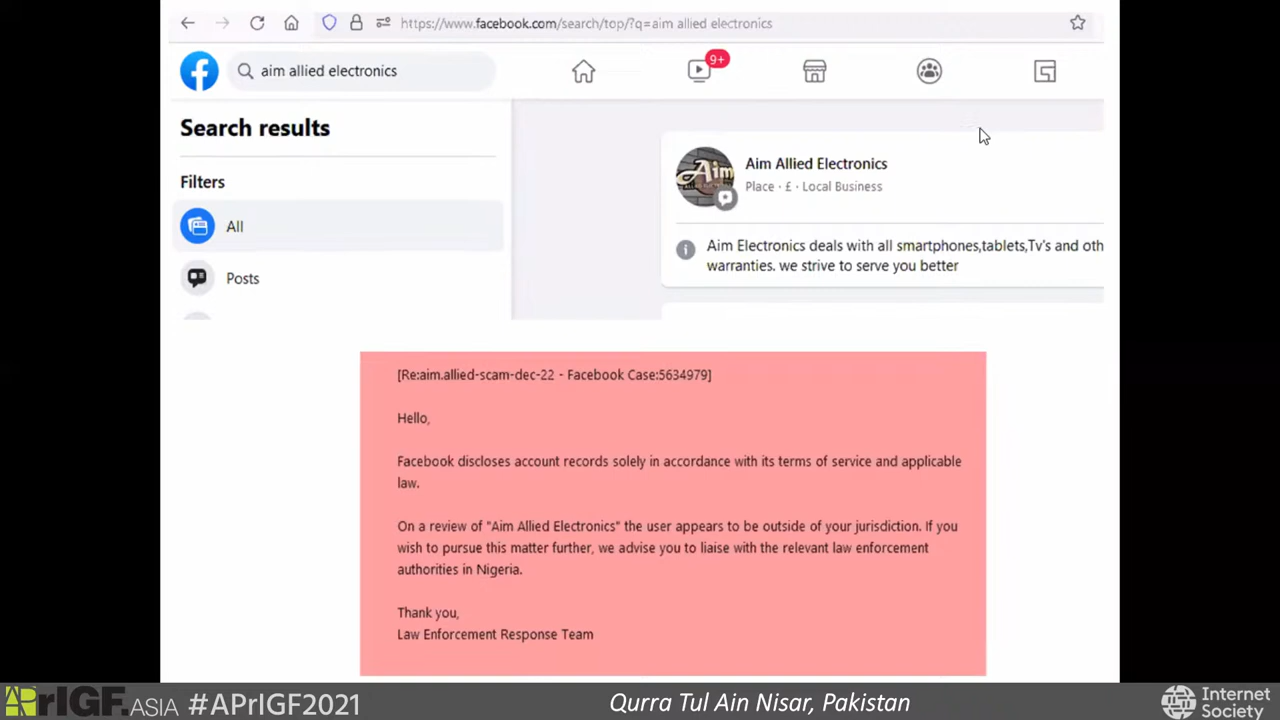 https://www.facebook.com/search/top/?q=aim allied electronics
aim allied electronics
9+
Search results
Filters
All
Posts
Aim
Aim Allied Electronics
Place · £ · Local Business
Aim Electronics deals with all smartphones,tablets,Tv's and oth
warranties. we strive to serve you better
[Re:aim.allied-scam-dec-22 - Facebook Case:5634979]
Hello,
Facebook discloses account records solely in accordance with its terms of service and applicable
law.
On a review of "Aim Allied Electronics" the user appears to be outside of your jurisdiction. If you
wish to pursue this matter further, we advise you to liaise with the relevant law enforcement
authorities in Nigeria.
Thank you,
Law Enforcement Response Team
APrIGF.ASIA #APrIGF2021
Qurra Tul Ain Nisar, Pakistan
Internet
Society